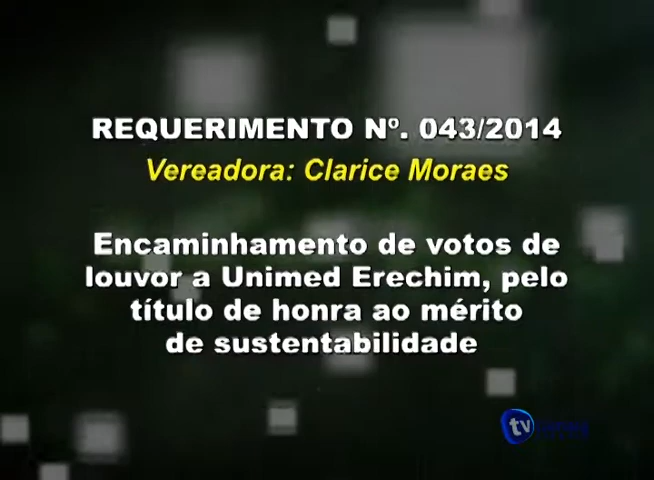 REQUERIMENTO Nº. 043/2014
Vereadora: Clarice Moraes
Encaminhamento de votos de
louvor a Unimed Erechim, pelo
título de honra ao mérito
de sustentabilidade
tv